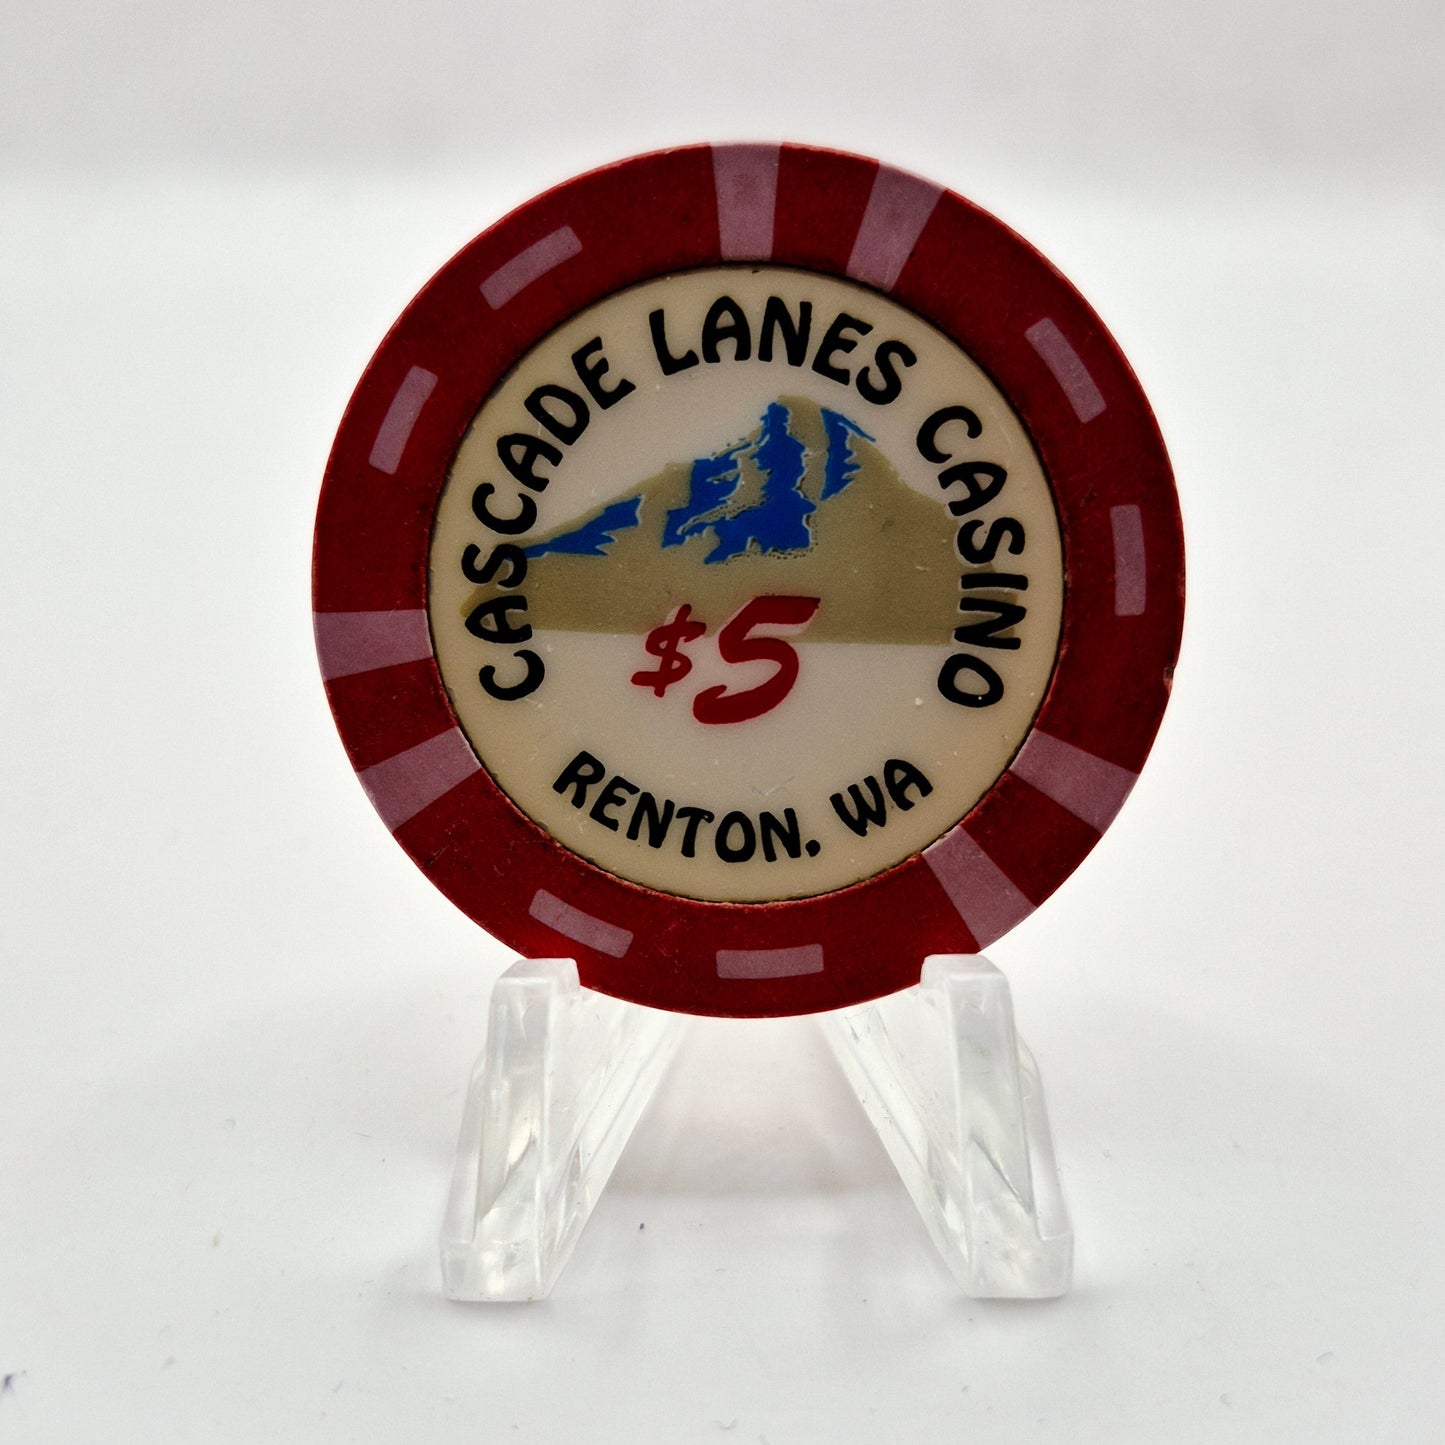 CASCADE LANES CASINO
$5
RENTON, WA